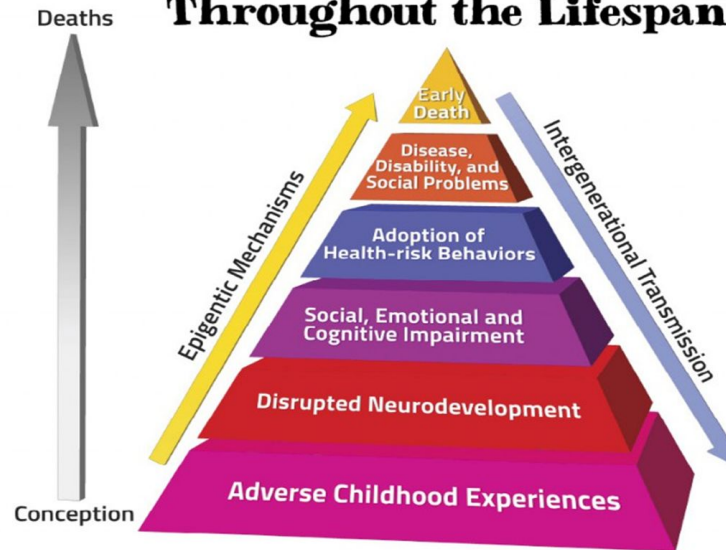 Throughout the Lifespan
Deaths
Early
Death
Disease,
Disability, and
Social Problems
Adoption of
Health-risk Behaviors
Social, Emotional and
Cognitive Impairment
Disrupted Neurodevelopment
Adverse Childhood Experiences
Epigentic Mechanisms
Intergenerational Transmission
Conception